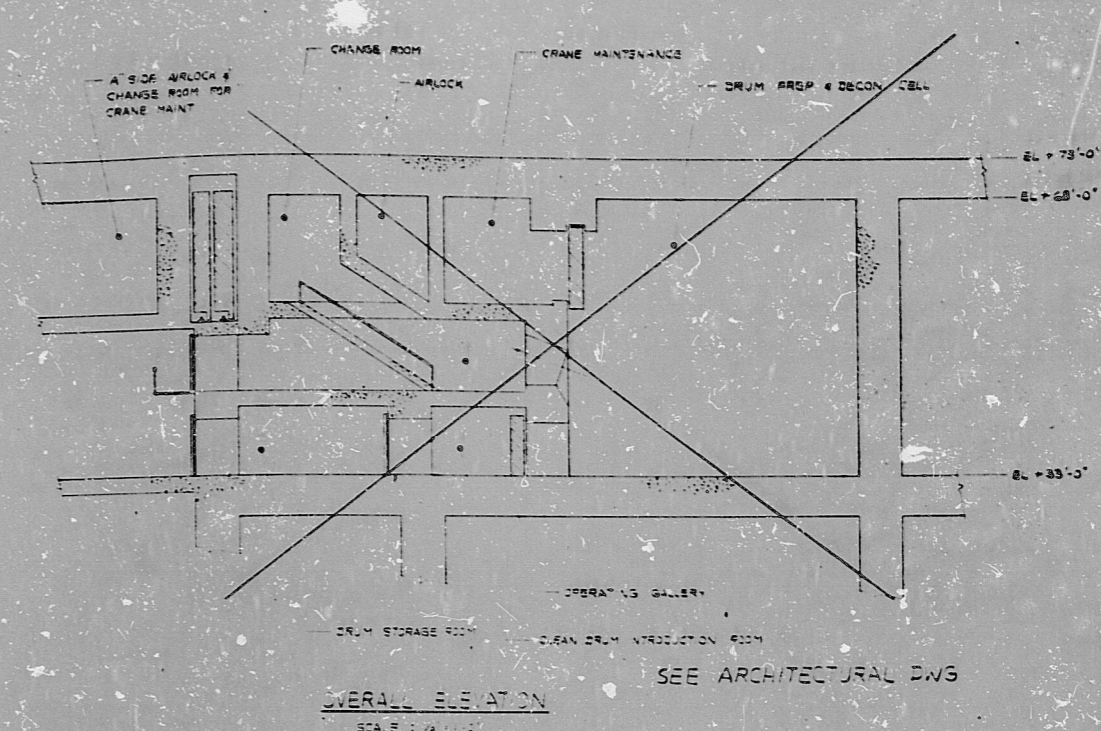 CHANGE ROOM
CRANE MAINTENANCE
A SIDE AIRLOCK &
CHANGE ROOM FOR
CRANE MAINT
AIRLOCK
DRUM PREP & DECON CELL
EL + 73'-0"
EL + 68'-0"
EL + 33'-0"
OPERATING GALLERY
DRUM STORAGE ROOM
CLEAN DRUM INTRODUCTION ROOM
SEE ARCHITECTURAL DWG
OVERALL ELEVATION
SCALE